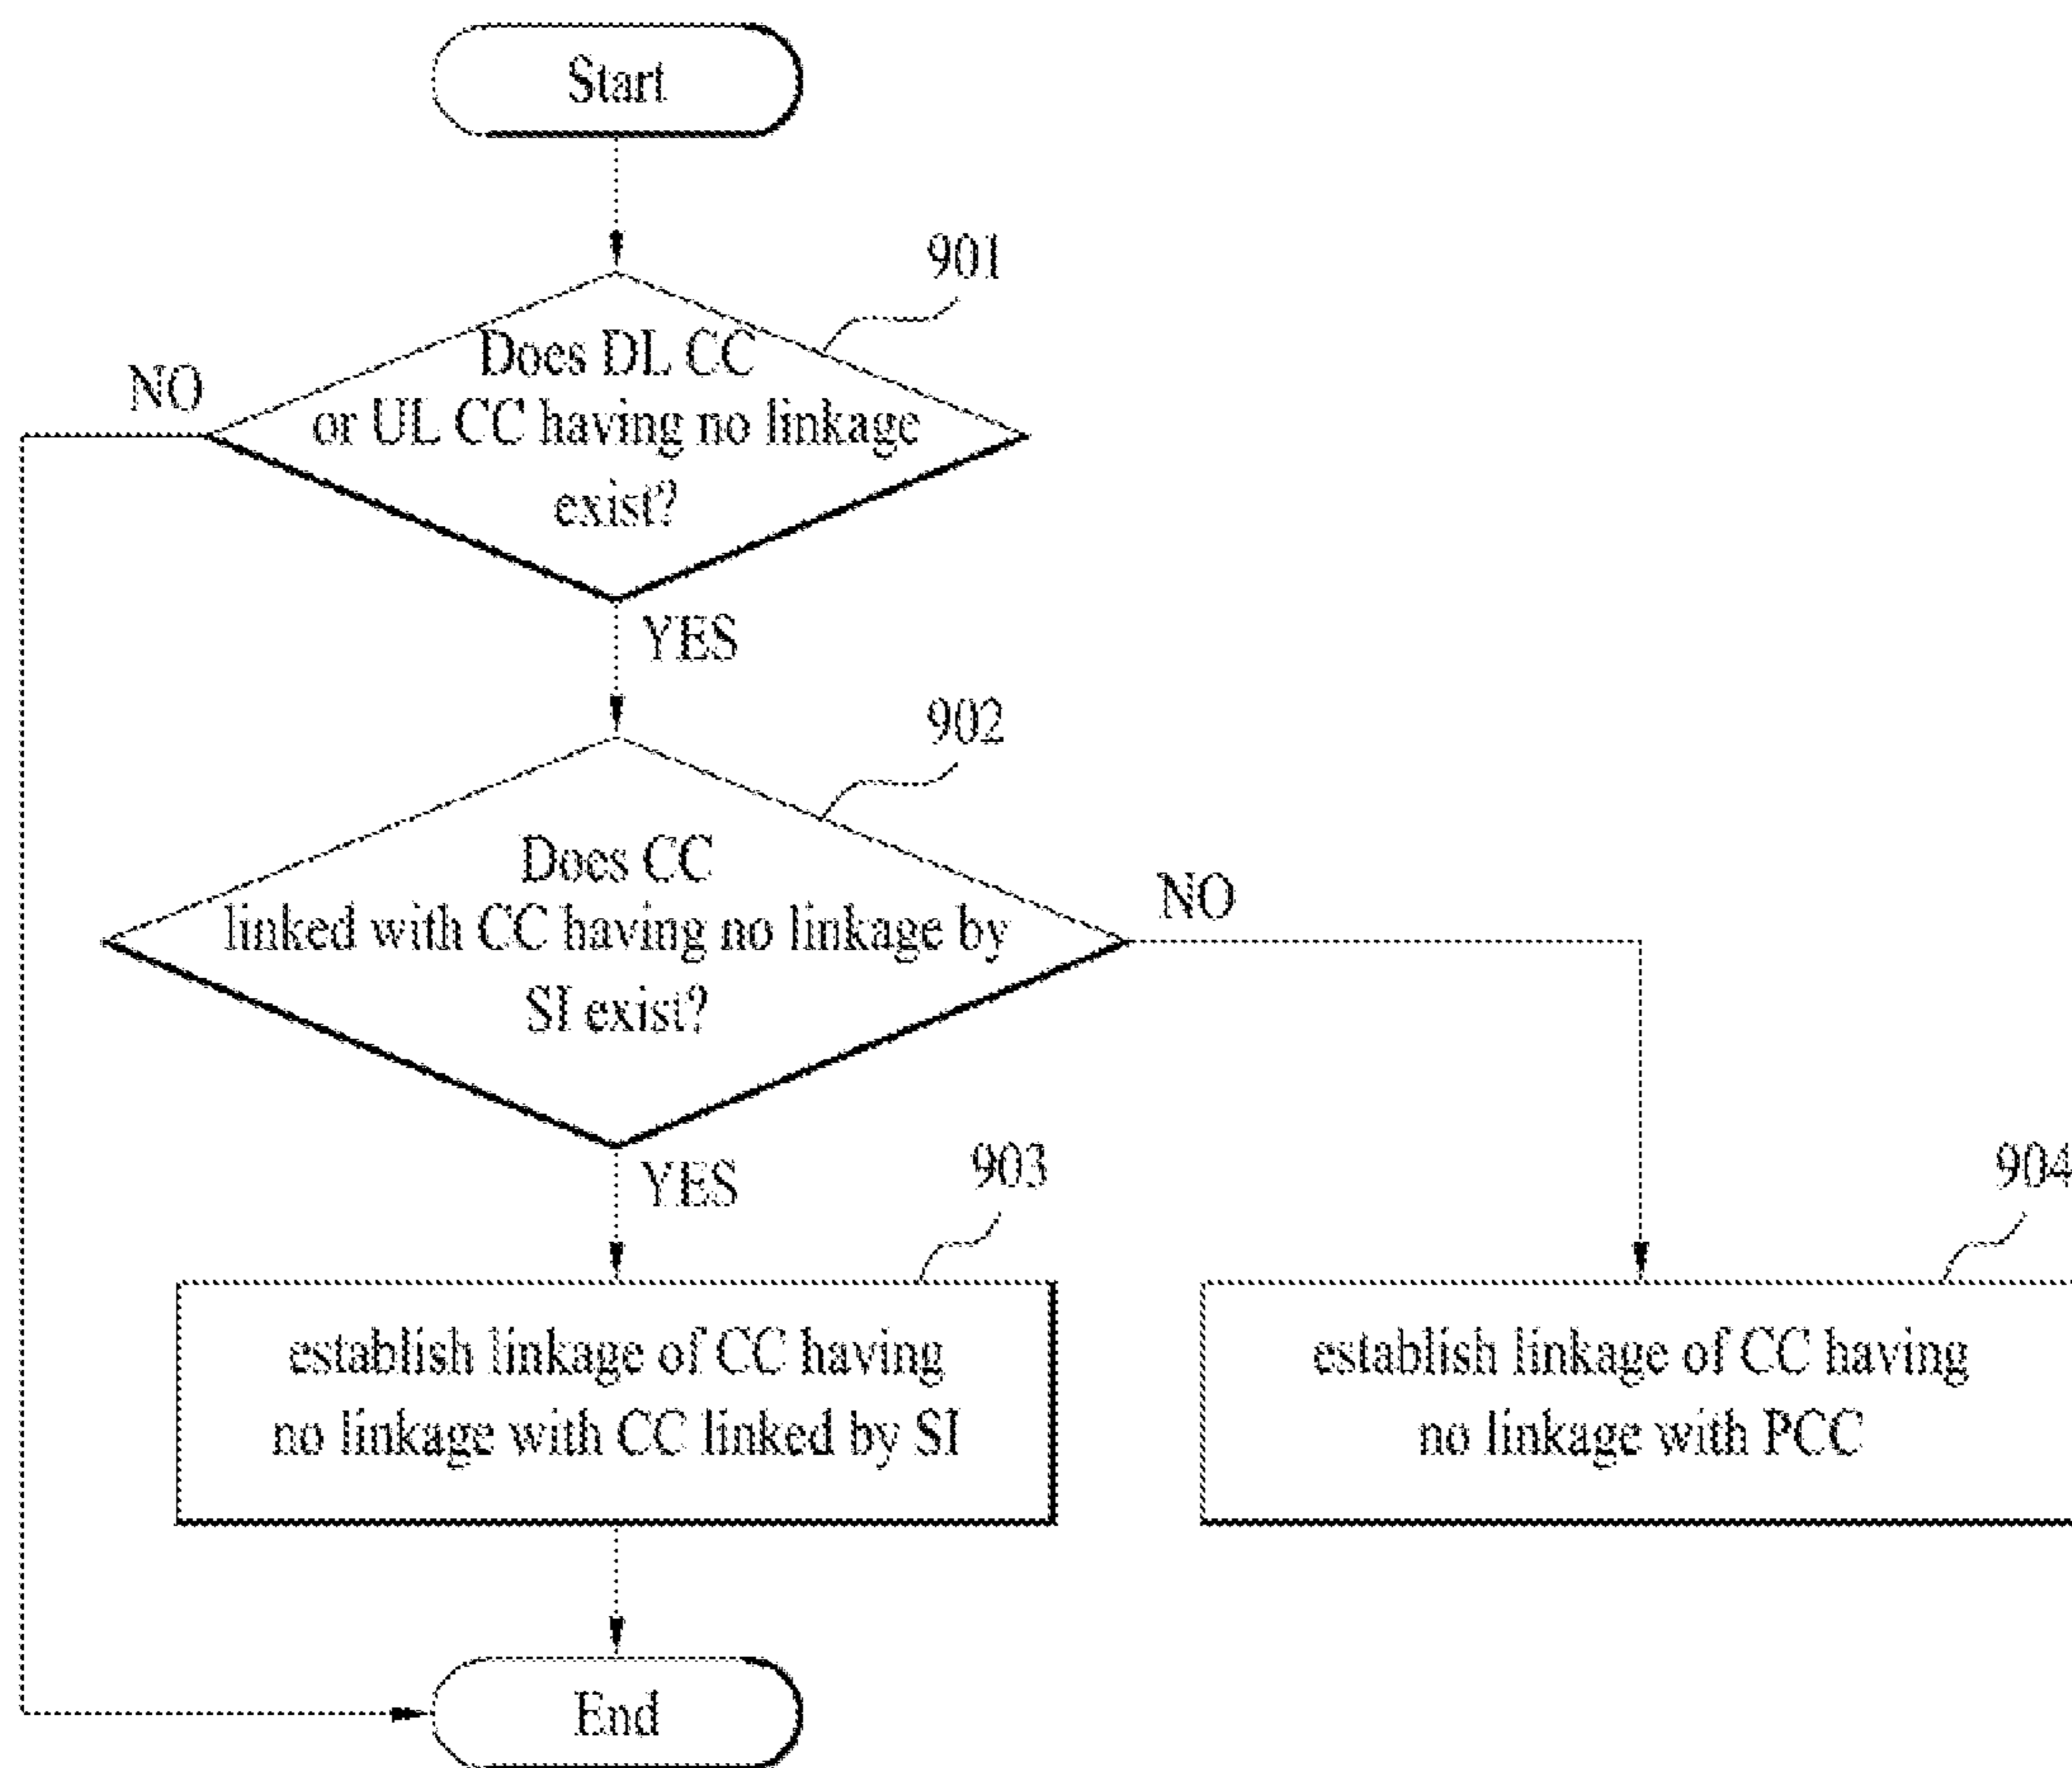 Start
901
Does DL CC
or UL CC having no linkage
exist?
NO
YES
902
Does CC
linked with CC having no linkage by
SI exist?
NO
YES
903
establish linkage of CC having
no linkage with CC linked by SI
904
establish linkage of CC having
no linkage with PCC
End